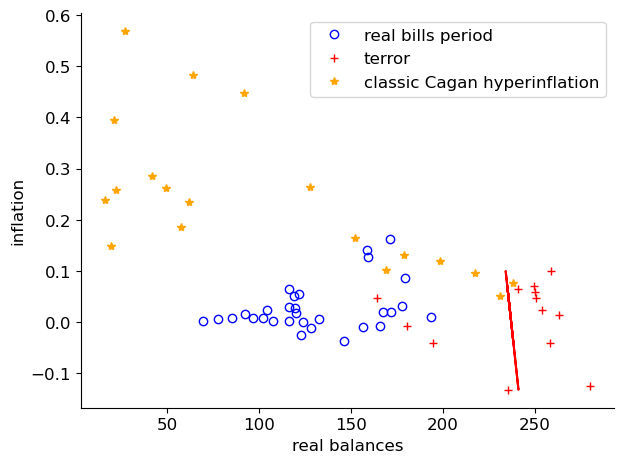 0.6
0.5
0.4
0.3
0.2
0.1
0.0
−0.1
inflation
real bills period
terror
classic Cagan hyperinflation
50
100
150
200
250
real balances